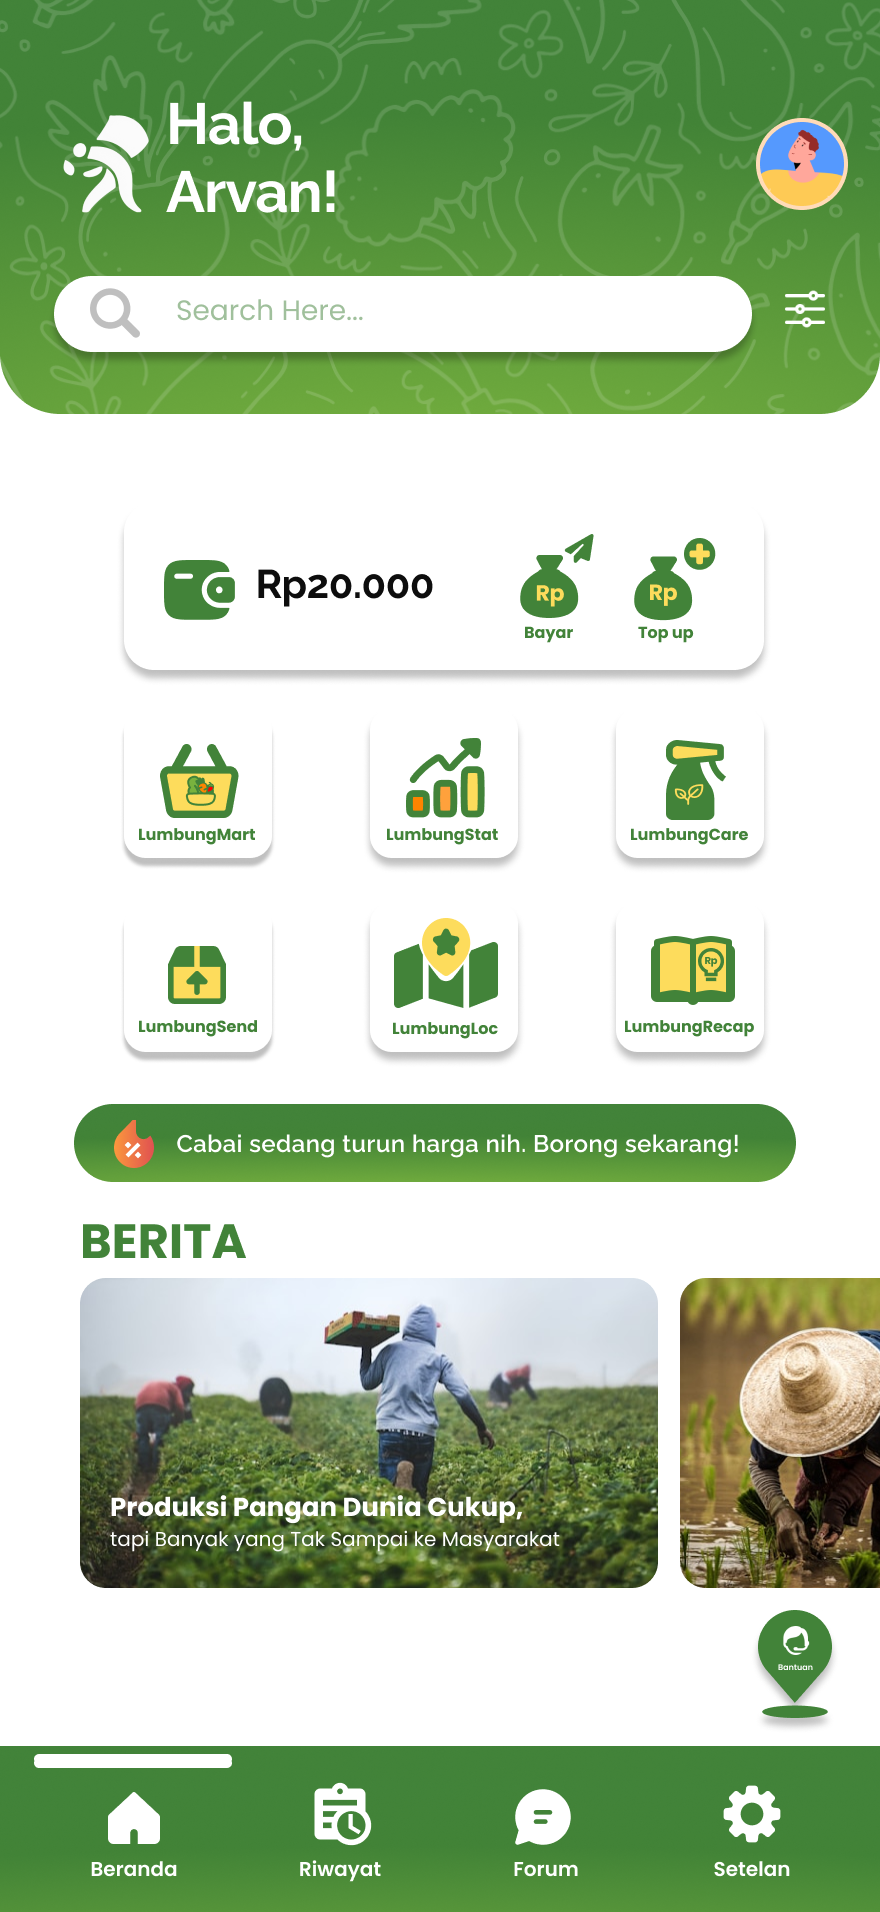 Halo,
Arvan!
Search Here...
Rp20.000
Rp
Bayar
Rp
Top up
LumbungMart
LumbungStat
LumbungCare
LumbungSend
LumbungLoc
Rp
LumbungRecap
Cabai sedang turun harga nih. Borong sekarang!
BERITA
Produksi Pangan Dunia Cukup,
tapi Banyak yang Tak Sampai ke Masyarakat
Bantuan
Beranda
Riwayat
Forum
Setelan